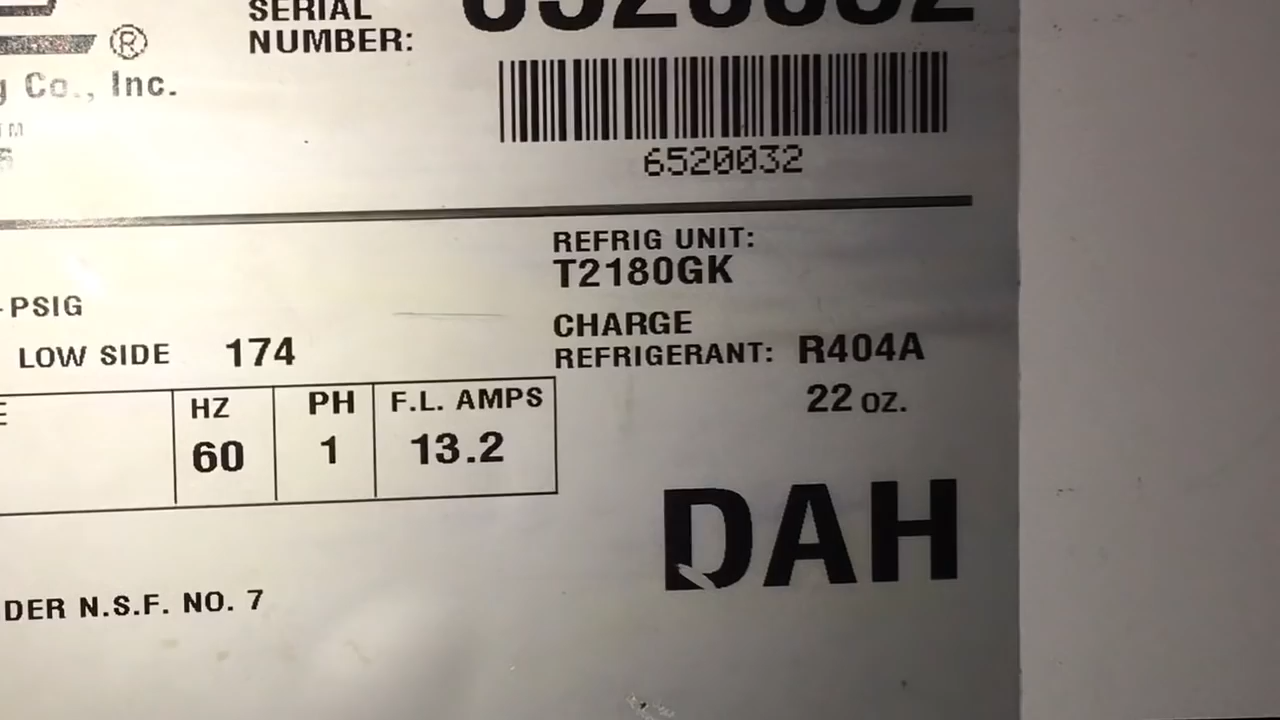 SERIAL
NUMBER:
6520032
®
Co., Inc.
6520032
REFRIG UNIT:
T2180GK
PSIG
CHARGE
LOW SIDE 174
REFRIGERANT: R404A
22 OZ.
HZ PH F.L. AMPS
60 1 13.2
DAH
N.S.F. NO. 7